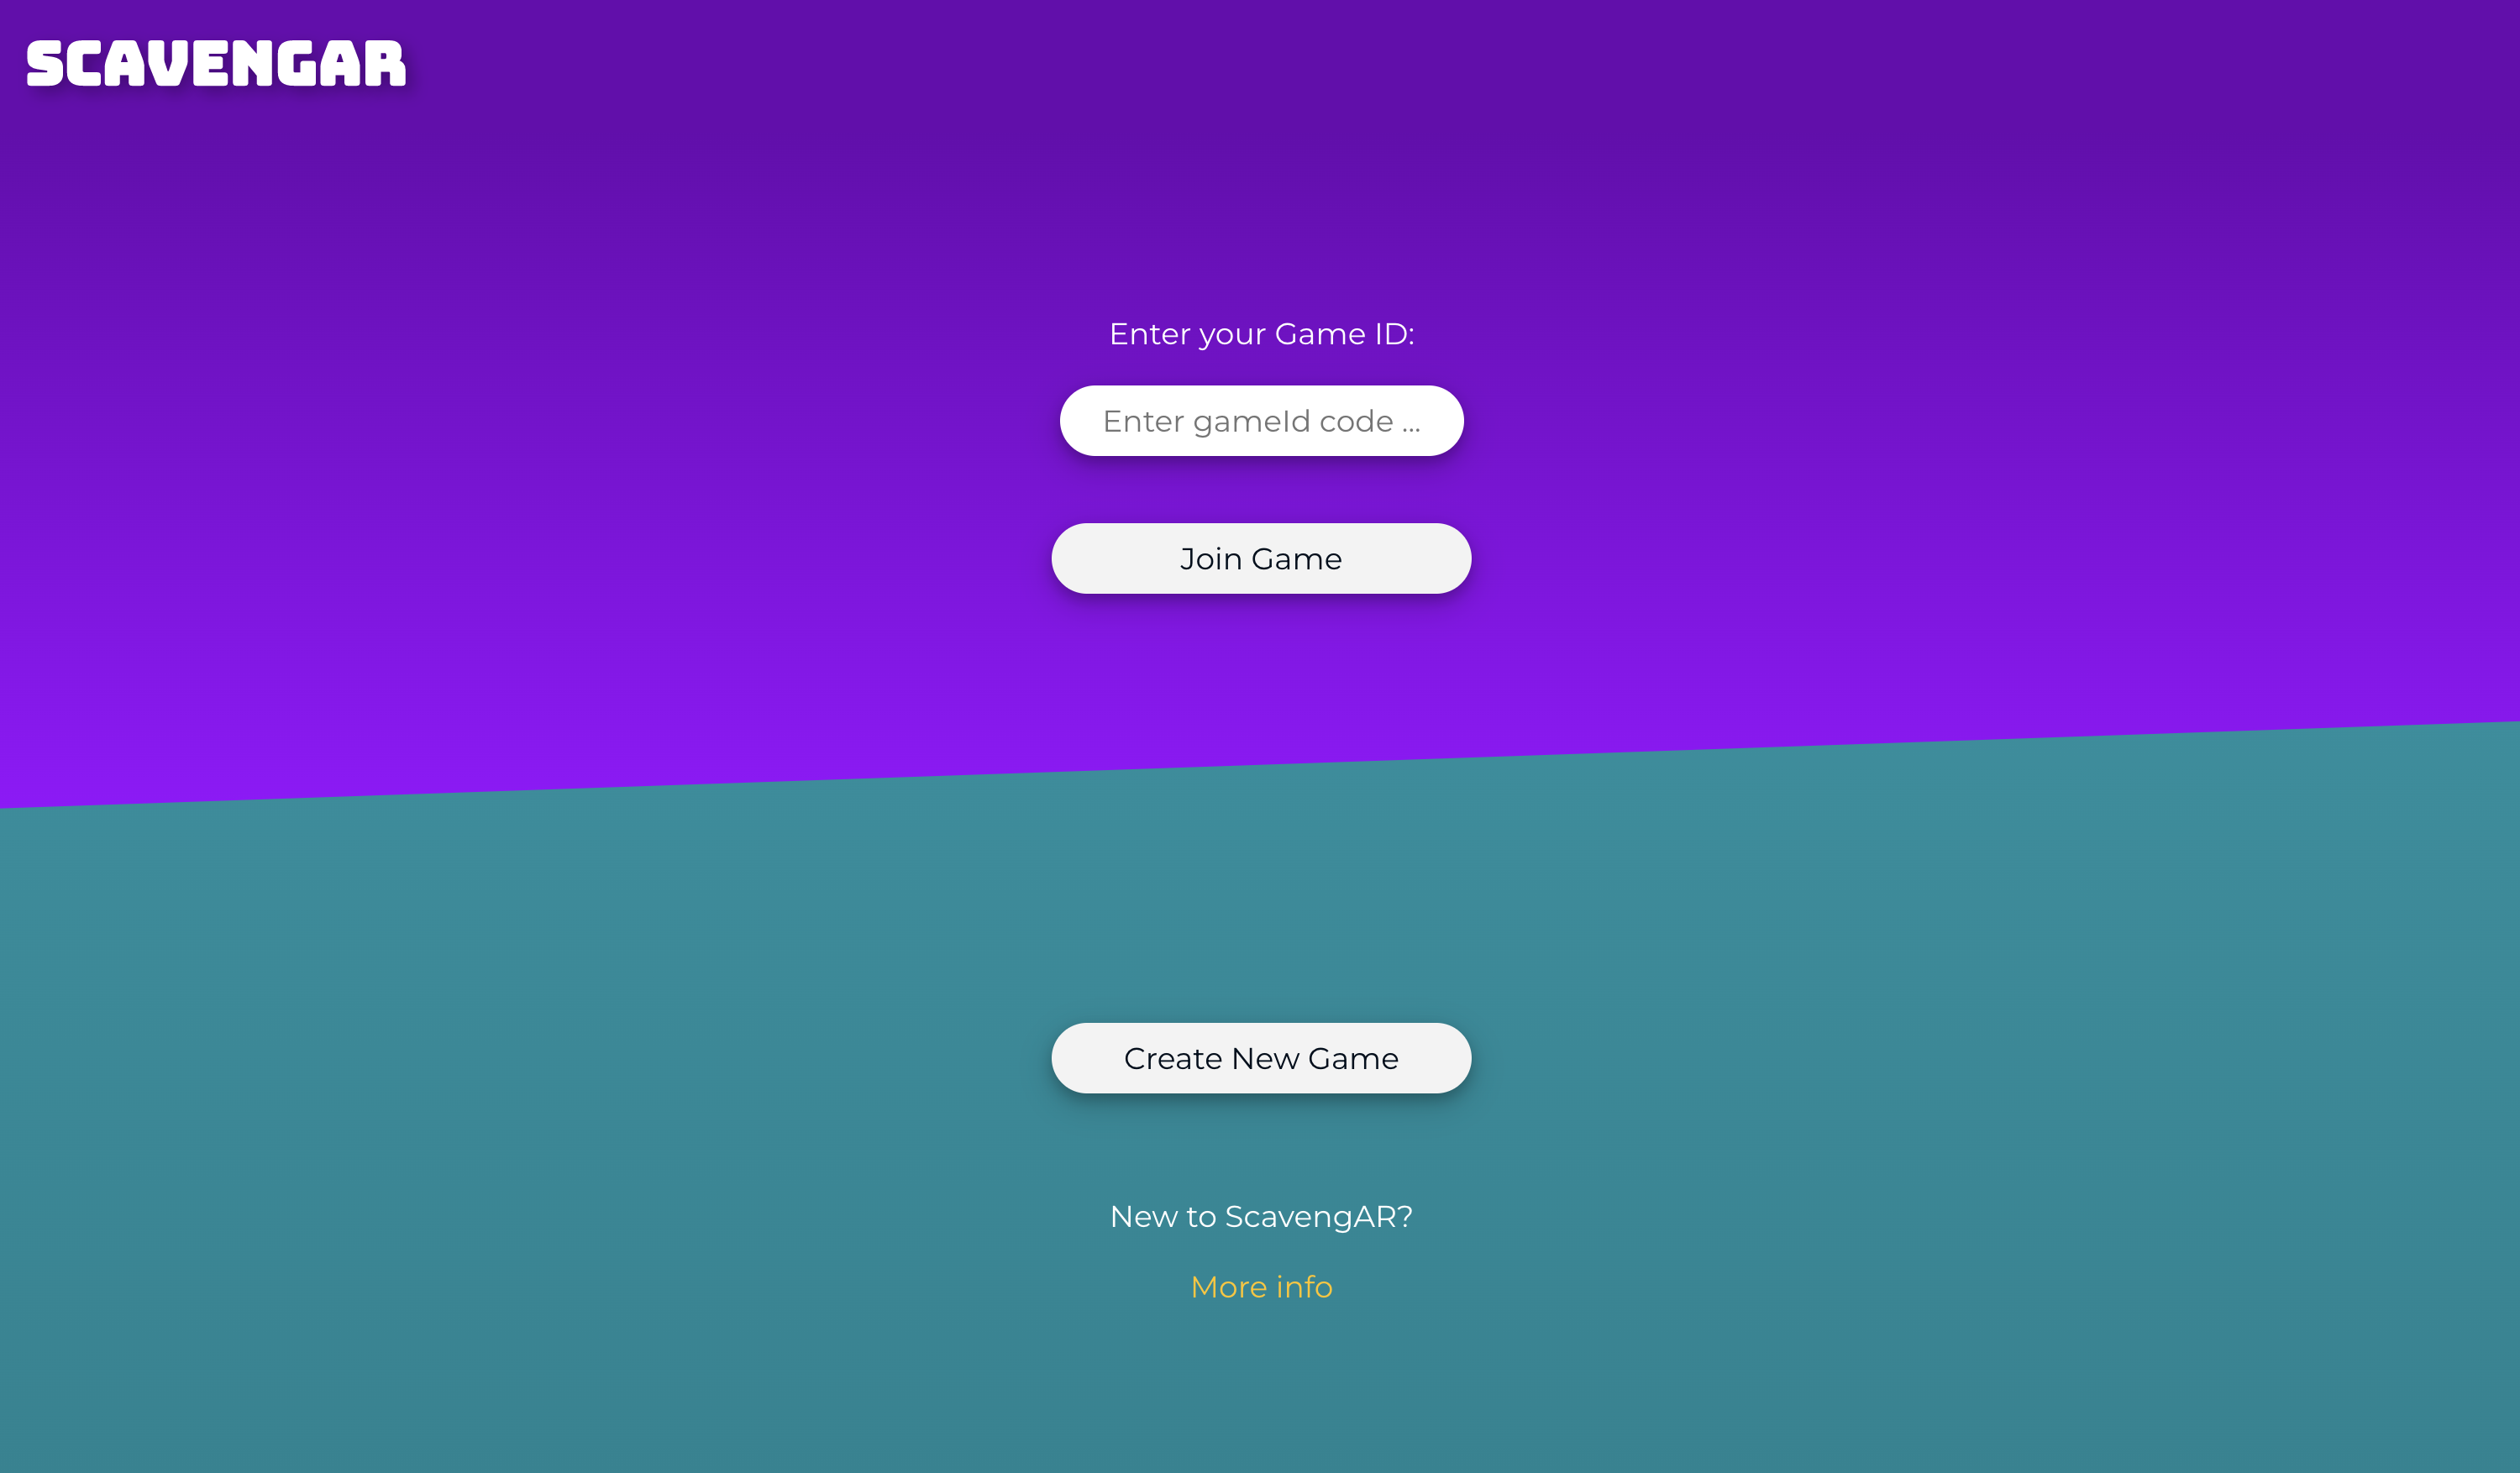 SCAVENGAR
Enter your Game ID:
Enter gameId code ...
Join Game
Create New Game
New to ScavengAR?
More info